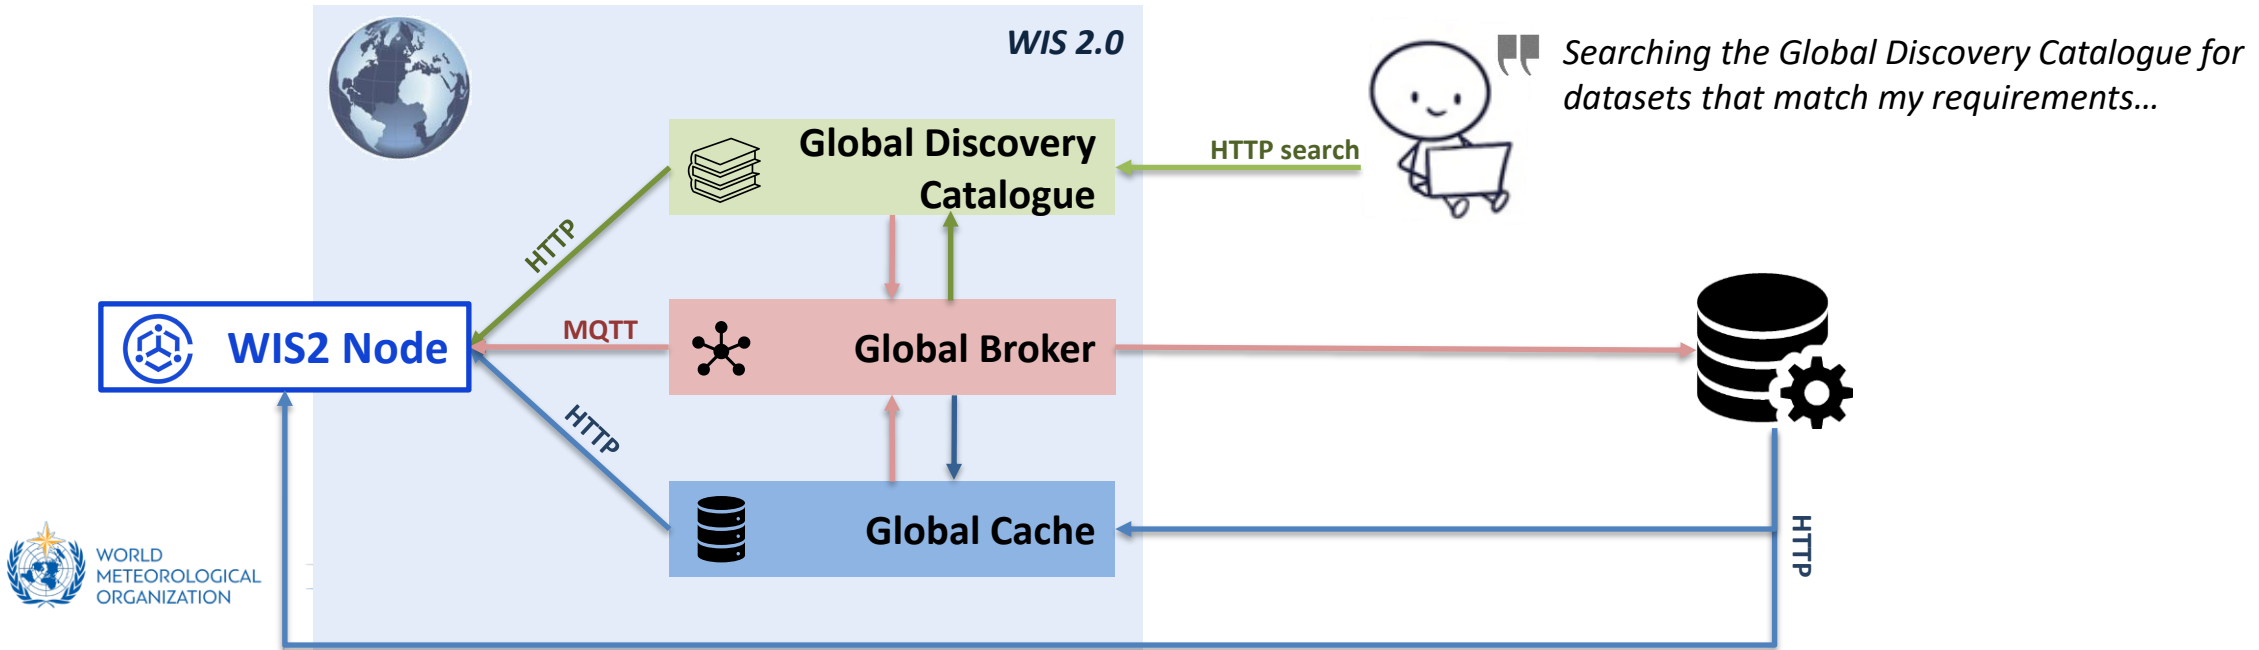 WIS 2.0
Searching the Global Discovery Catalogue for
datasets that match my requirements…
Global Discovery
Catalogue
HTTP search
HTTP
WIS2 Node
MQTT
Global Broker
HTTP
Global Cache
HTTP
WORLD
METEOROLOGICAL
ORGANIZATION